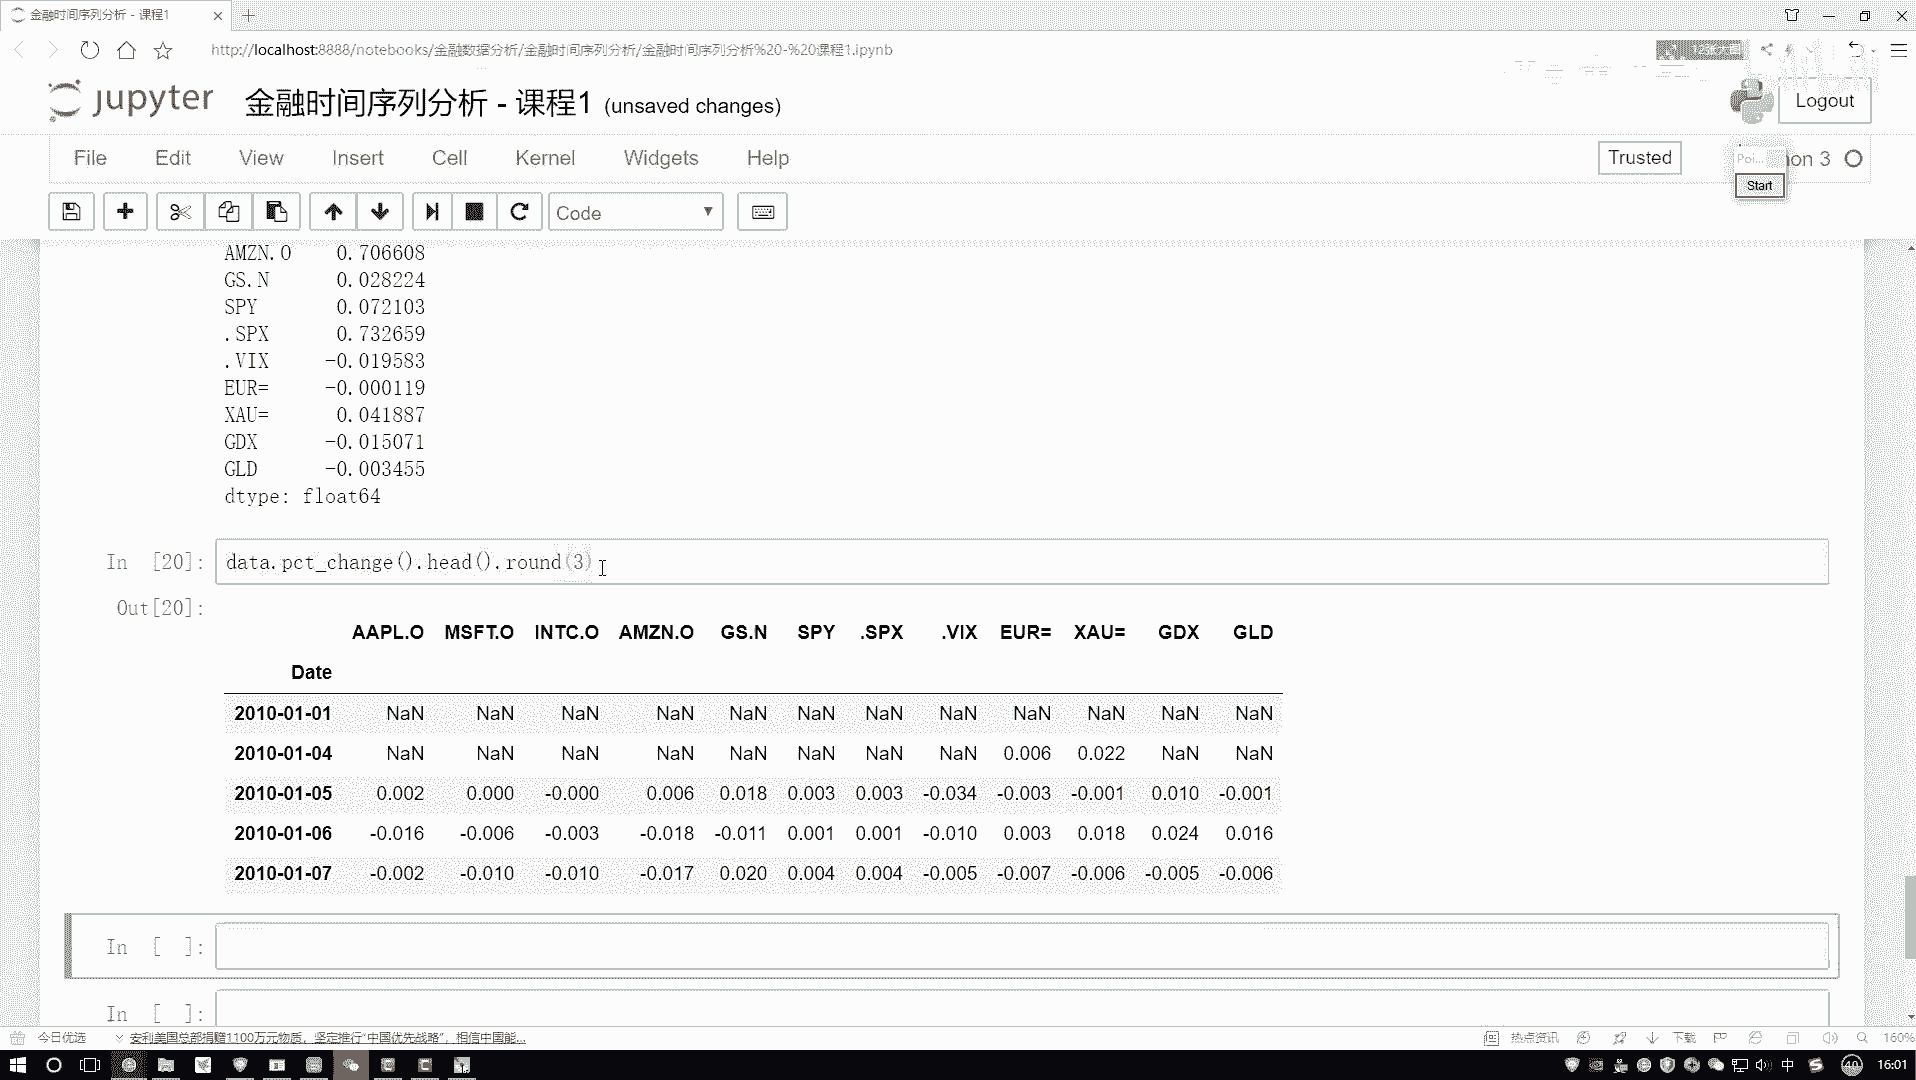 金融时间序列分析 - 课程1
http://localhost:8888/notebooks/金融数据分析/金融时间序列分析/金融时间序列分析%20-%20课程1.ipynb
jupyter 金融时间序列分析 - 课程1 (unsaved changes)
Logout
File Edit View Insert Cell Kernel Widgets Help
Trusted
Poi... on 3
Start
Code
AMZN.O 0.706608
GS.N 0.028224
SPY 0.072103
.SPX 0.732659
.VIX -0.019583
EUR= -0.000119
XAU= 0.041887
GDX -0.015071
GLD -0.003455
dtype: float64
In [20]: data.pct_change().head().round(3)
Out[20]:
AAPL.O MSFT.O INTC.O AMZN.O GS.N SPY .SPX .VIX EUR= XAU= GDX GLD
Date
2010-01-01 NaN NaN NaN NaN NaN NaN NaN NaN NaN NaN NaN NaN
2010-01-04 NaN NaN NaN NaN NaN NaN NaN NaN 0.006 0.022 NaN NaN
2010-01-05 0.002 0.000 -0.000 0.006 0.018 0.003 0.003 -0.034 -0.003 -0.001 0.010 -0.001
2010-01-06 -0.016 -0.006 -0.003 -0.018 -0.011 0.001 0.001 -0.010 0.003 0.018 0.024 0.016
2010-01-07 -0.002 -0.010 -0.010 -0.017 0.020 0.004 0.004 -0.005 -0.007 -0.006 -0.005 -0.006
In [ ]:
In [ ]:
今日优选 安利美国总部捐赠1100万元物质，坚定推行“中国优先战略”，相信中国能... 热点资讯 下载 160%
中 40 16:01